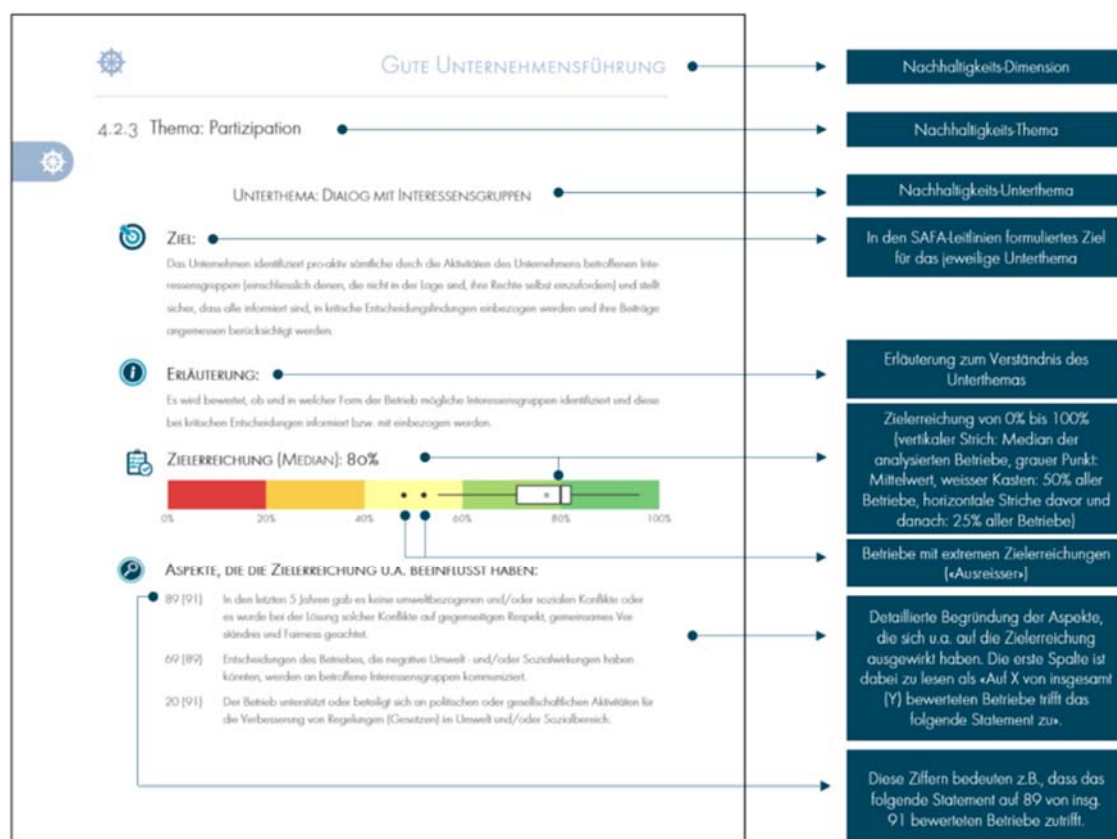 GUTE UNTERNEHMENSFÜHRUNG
4.2.3 Thema: Partizipation
UNTERTHEMA: DIALOG MIT INTERESSENSGRUPPEN
ZIEL:
Das Unternehmen identifiziert pro-aktiv sämtliche durch die Aktivitäten des Unternehmens betroffenen Inte-
ressensgruppen (einschliesslich denen, die nicht in der Lage sind, ihre Rechte selbst einzufordern) und stellt
sicher, dass alle informiert sind, in kritische Entscheidungsfindungen einbezogen werden und ihre Beiträge
angemessen berücksichtigt werden.
ERLÄUTERUNG:
Es wird bewertet, ob und in welcher Form der Betrieb mögliche Interessensgruppen identifiziert und diese
bei kritischen Entscheidungen informiert bzw. mit einbezogen werden.
ZIELERREICHUNG (MEDIAN): 80%
0% 20% 40% 60% 80% 100%
ASPEKTE, DIE DIE ZIELERREICHUNG U.A. BEEINFLUSST HABEN:
89 (91) In den letzten 5 Jahren gab es keine umweltbezogenen und/oder sozialen Konflikte oder
es wurde bei der Lösung solcher Konflikte auf gegenseitigen Respekt, gemeinsames Ver
ständnis und Fairness geachtet.
69 (89) Entscheidungen des Betriebes, die negative Umwelt- und/oder Sozialwirkungen haben
könnten, werden an betroffene Interessensgruppen kommuniziert.
20 (91) Der Betrieb unterstützt oder beteiligt sich an politischen oder gesellschaftlichen Aktivitäten für
die Verbesserung von Regelungen (Gesetzen) im Umwelt und/oder Sozialbereich.
Nachhaltigkeits-Dimension
Nachhaltigkeits-Thema
Nachhaltigkeits-Unterthema
In den SAFA-Leitlinien formuliertes Ziel
für das jeweilige Unterthema
Erläuterung zum Verständnis des
Unterthemas
Zielerreichung von 0% bis 100%
(vertikaler Strich: Median der
analysierten Betriebe, grauer Punkt:
Mittelwert, weisser Kasten: 50% aller
Betriebe, horizontale Striche davor und
danach: 25% aller Betriebe)
Betriebe mit extremen Zielerreichungen
(«Ausreisser»)
Detaillierte Begründung der Aspekte,
die sich u.a. auf die Zielerreichung
ausgewirkt haben. Die erste Spalte ist
dabei zu lesen als «Auf X von insgesamt
(Y) bewerteten Betriebe trifft das
folgende Statement zu».
Diese Ziffern bedeuten z.B., dass das
folgende Statement auf 89 von insg.
91 bewerteten Betriebe zutrifft.